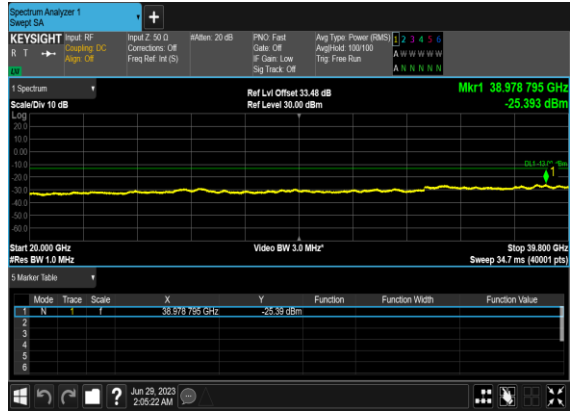 Spectrum Analyzer 1
Swept SA
+
KEYSIGHT
R T
LXI
Input: RF
Coupling: DC
Align: Off
Input Z: 50 Ω
Corrections: Off
Freq Ref: Int (S)
#Atten: 20 dB
PNO: Fast
Gate: Off
IF Gain: Low
Sig Track: Off
Avg Type: Power (RMS)
Avg|Hold: 100/100
Trig: Free Run
1 2 3 4 5 6
A W W W W W
A N N N N N
1 Spectrum
Scale/Div 10 dB
Ref Lvl Offset 33.48 dB
Ref Level 30.00 dBm
Mkr1 38.978 795 GHz
-25.393 dBm
Log
20.0
10.0
0.00
-10.0
-20.0
-30.0
-40.0
-50.0
-60.0
1
Start 20.000 GHz
#Res BW 1.0 MHz
Video BW 3.0 MHz*
Stop 39.800 GHz
Sweep 34.7 ms (40001 pts)
5 Marker Table
Mode Trace Scale X Y Function Function Width Function Value
1 N 1 f 38.978 795 GHz -25.39 dBm
2
3
4
5
6
?
Jun 29, 2023
2:05:22 AM